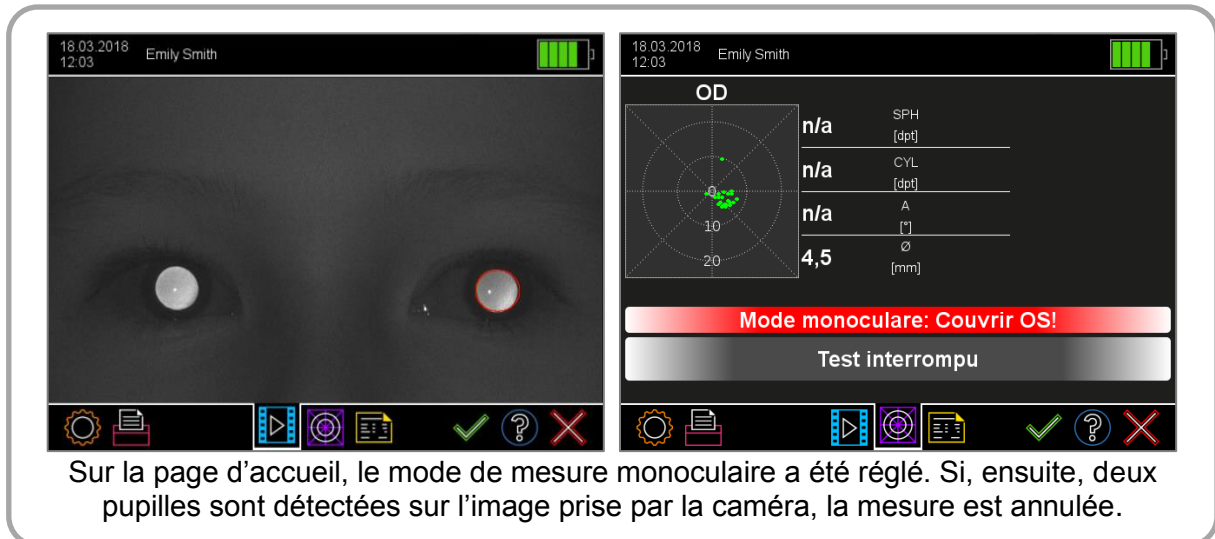 18.03.2018
12:03
Emily Smith
18.03.2018
12:03
Emily Smith
OD
0
10
20
n/a
SPH
[dpt]
n/a
CYL
[dpt]
n/a
A
[°]
4,5
Ø
[mm]
Mode monoculare: Couvrir OS!
Test interrompu
Sur la page d’accueil, le mode de mesure monoculaire a été réglé. Si, ensuite, deux
pupilles sont détectées sur l’image prise par la caméra, la mesure est annulée.